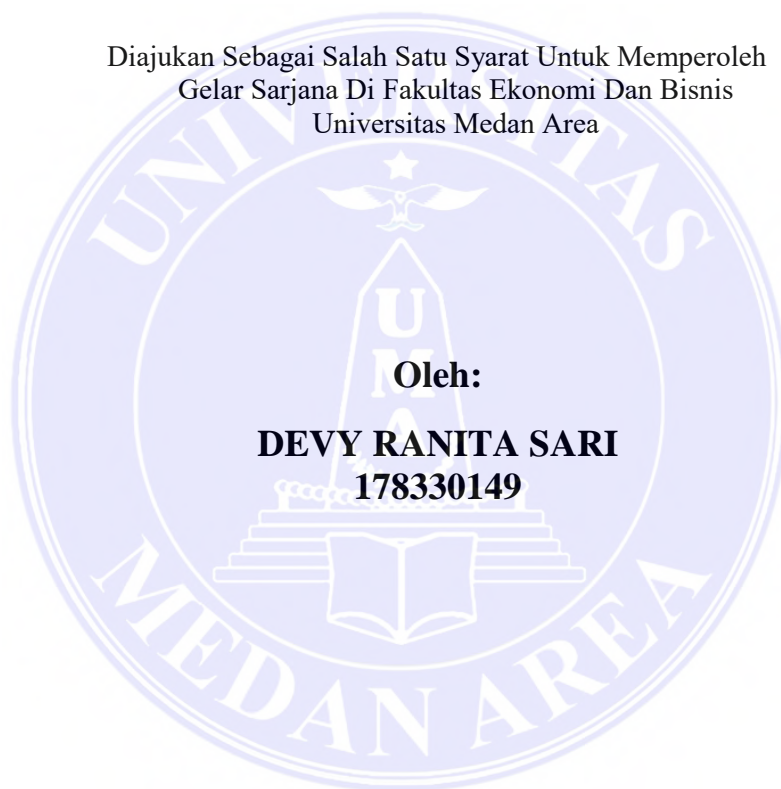 Diajukan Sebagai Salah Satu Syarat Untuk Memperoleh
Gelar Sarjana Di Fakultas Ekonomi Dan Bisnis
Universitas Medan Area
UNIVERSITAS
U
M
A
Oleh:
DEVY RANITA SARI
178330149
MEDAN AREA